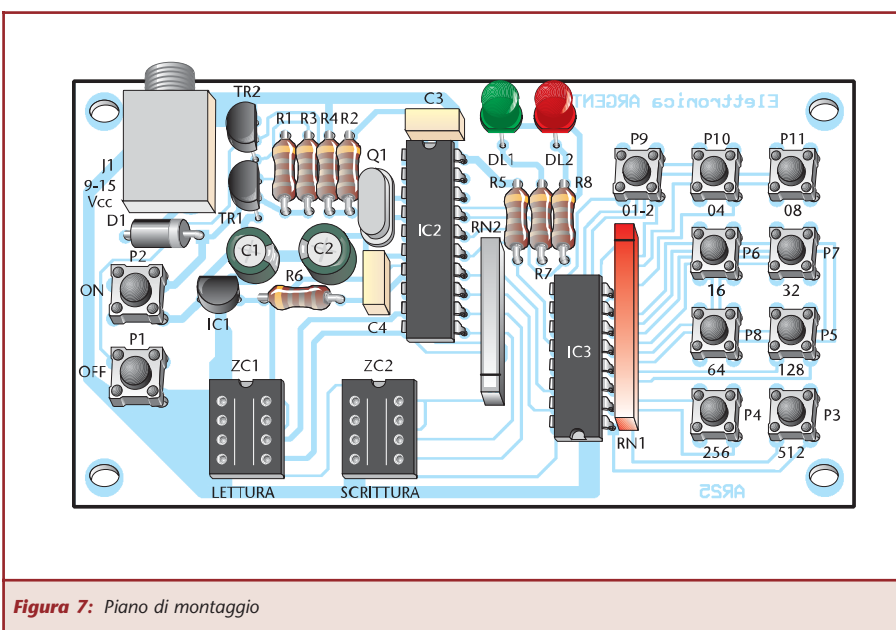 TR2
C3
Elettronica ARGENT
R1 R3 R4 R2
P9 P10 P11
Q1
DL1 DL2
J1
9-15
Vcc
TR1
R5 R8
01-2 04 08
D1
IC2
RN2
P2
C1 C2
P6 P7
R7
R6
ON
16 32
IC1
C4
P1
P8 P5
IC3
OFF
ZC1 ZC2
64 128
P4 P3
RN1
256 512
LETTURA SCRITTURA
AR25
Figura 7: Piano di montaggio